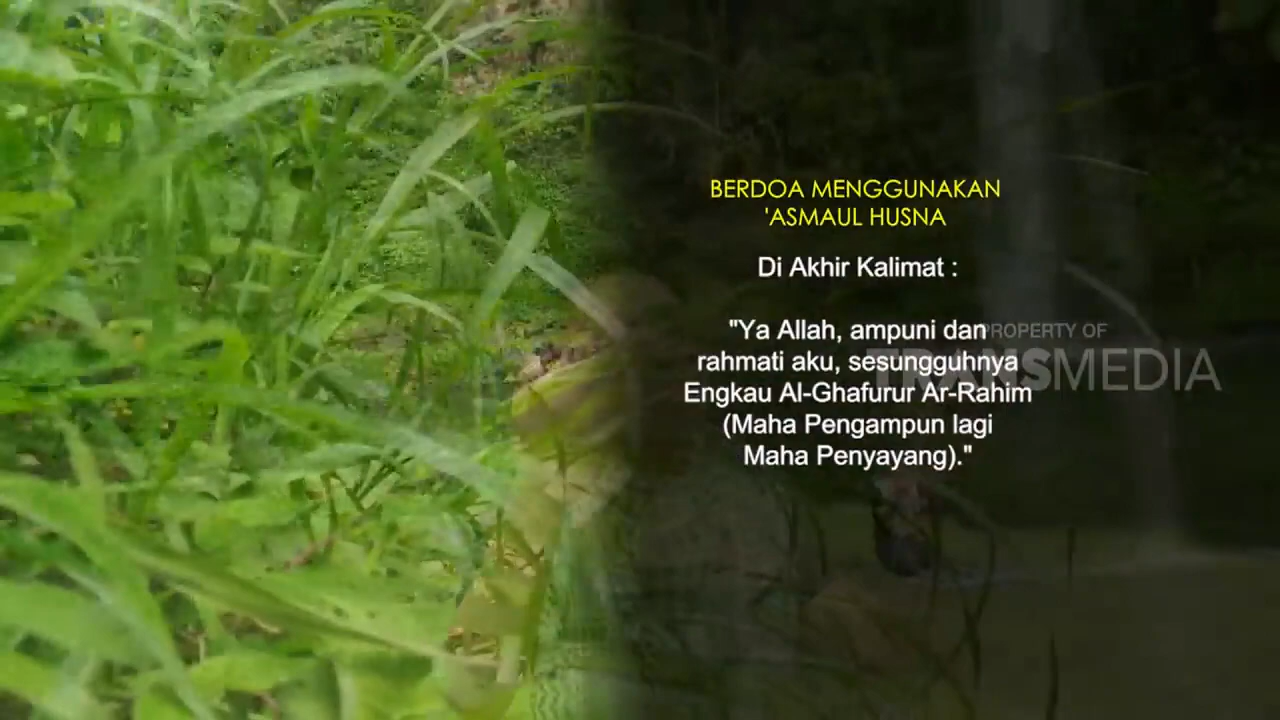 BERDOA MENGGUNAKAN
'ASMAUL HUSNA
Di Akhir Kalimat :
"Ya Allah, ampuni dan
rahmati aku, sesungguhnya
Engkau Al-Ghafurur Ar-Rahim
(Maha Pengampun lagi
Maha Penyayang)."
PROPERTY OF
TRANSMEDIA